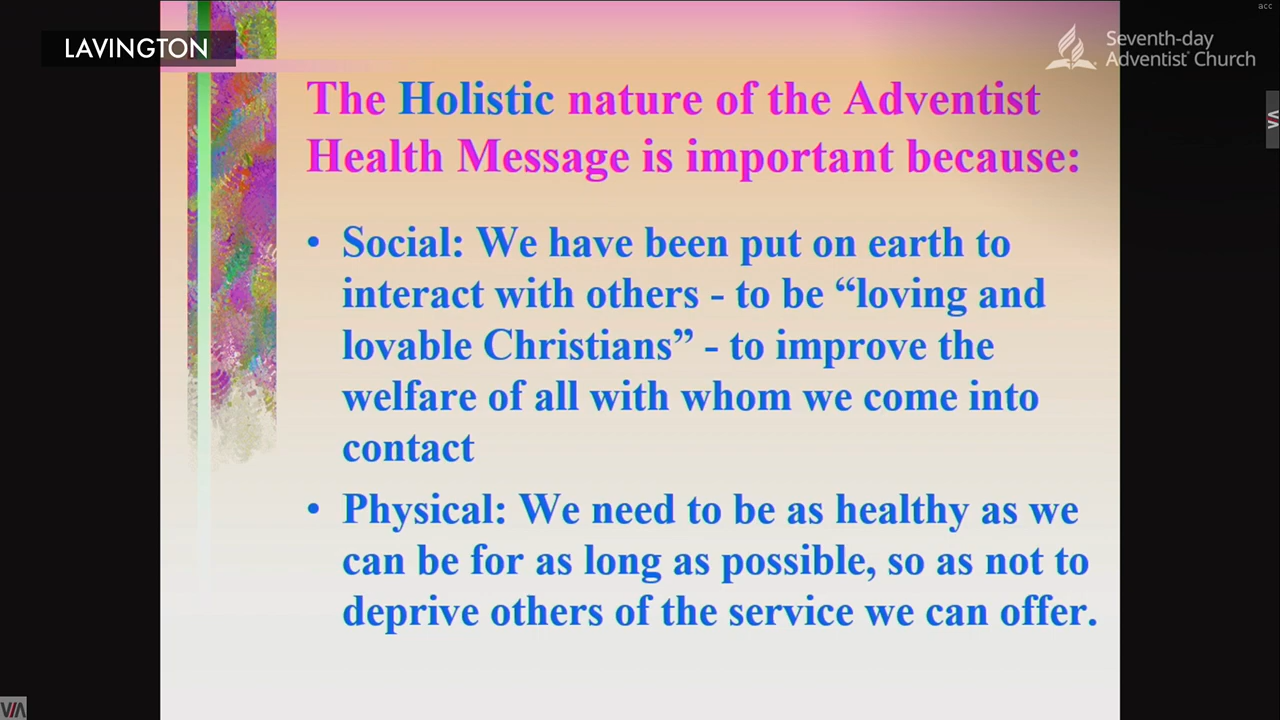 acc
LAVINGTON
Seventh-day
Adventist Church
The Holistic nature of the Adventist
Health Message is important because:
• Social: We have been put on earth to
interact with others - to be “loving and
lovable Christians” - to improve the
welfare of all with whom we come into
contact
• Physical: We need to be as healthy as we
can be for as long as possible, so as not to
deprive others of the service we can offer.
VIA
VIA